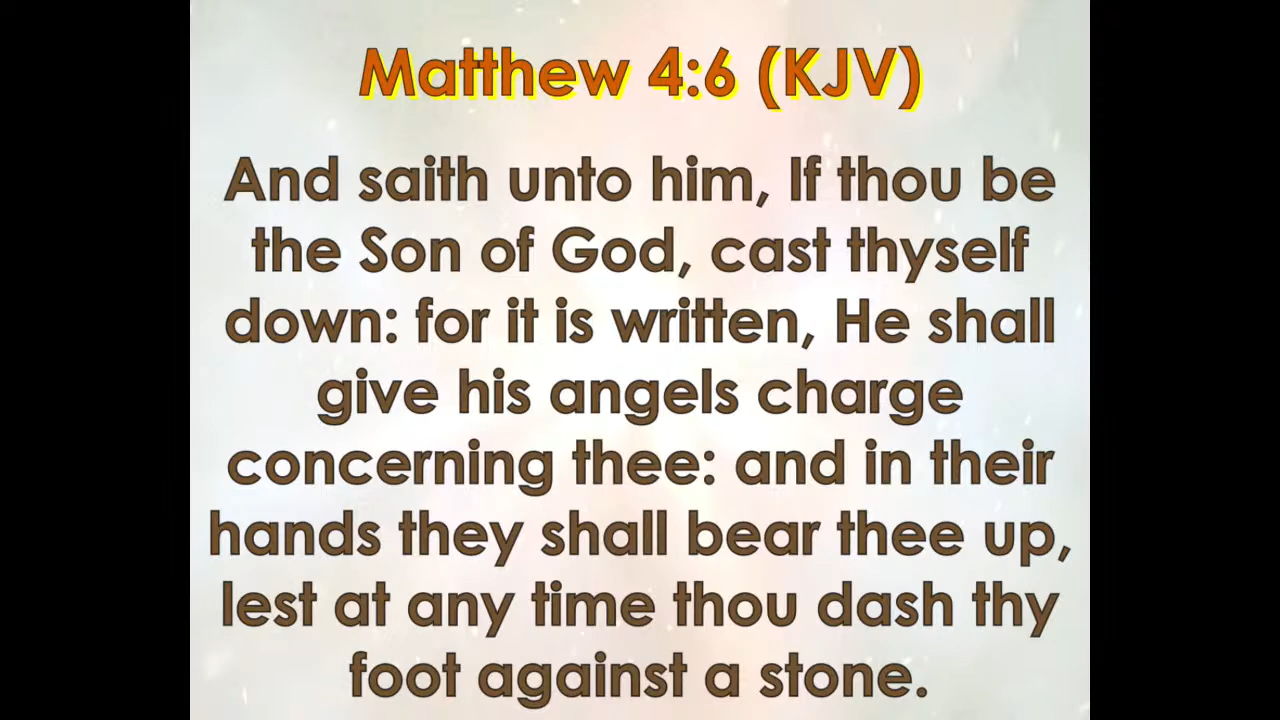 Matthew 4:6 (KJV)
And saith unto him, If thou be
the Son of God, cast thyself
down: for it is written, He shall
give his angels charge
concerning thee: and in their
hands they shall bear thee up,
lest at any time thou dash thy
foot against a stone.